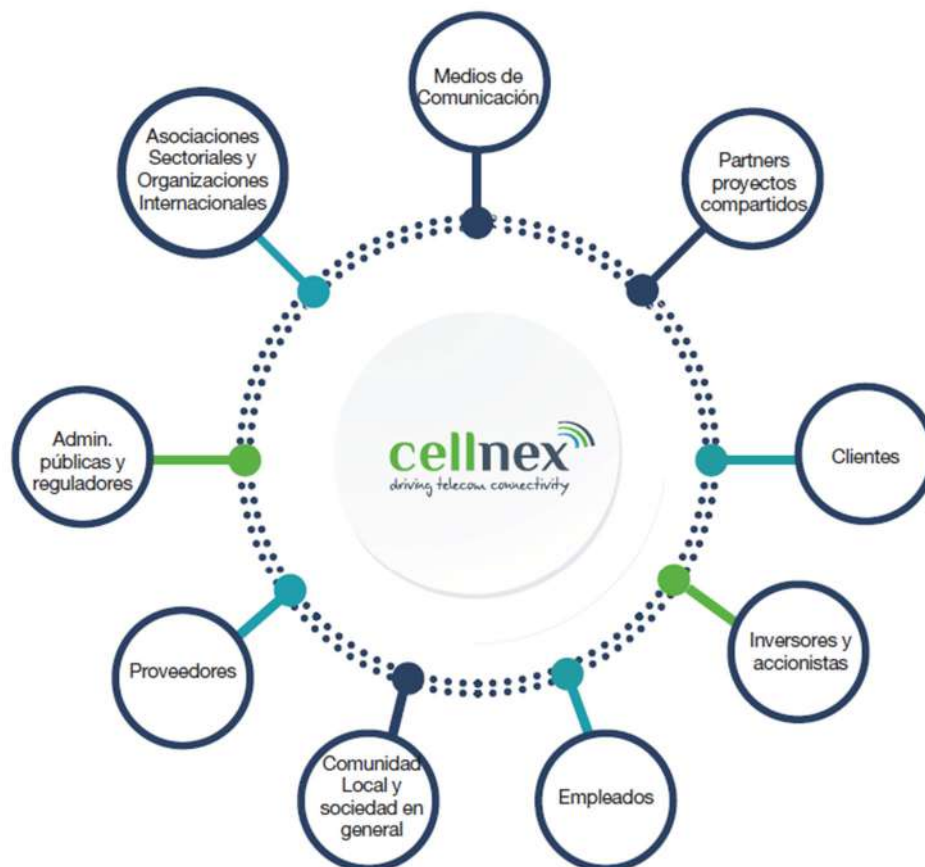 Medios de
Comunicación
Asociaciones
Sectoriales y
Organizaciones
Internacionales
Partners
proyectos
compartidos
Admin.
públicas y
reguladores
cellnex
driving telecom connectivity
Clientes
Proveedores
Inversores y
accionistas
Comunidad
Local y
sociedad en
general
Empleados